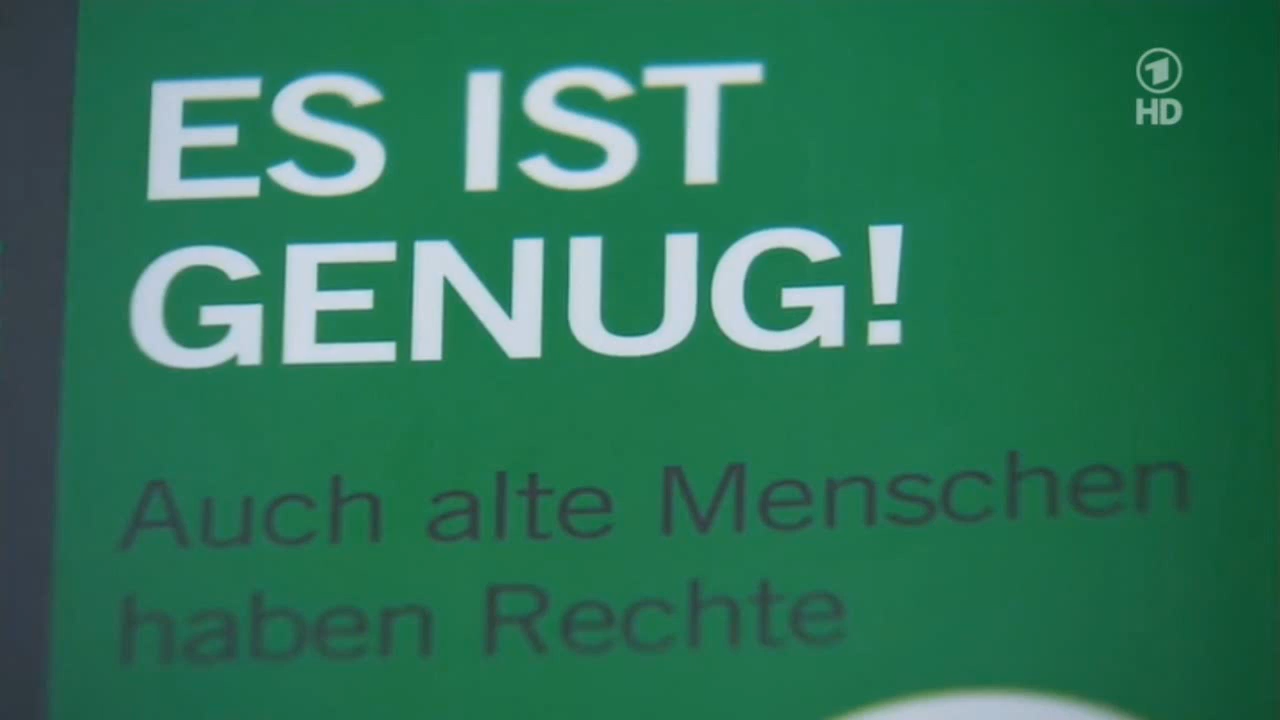 ES IST
GENUG!
Auch alte Menschen
haben Rechte
1
HD